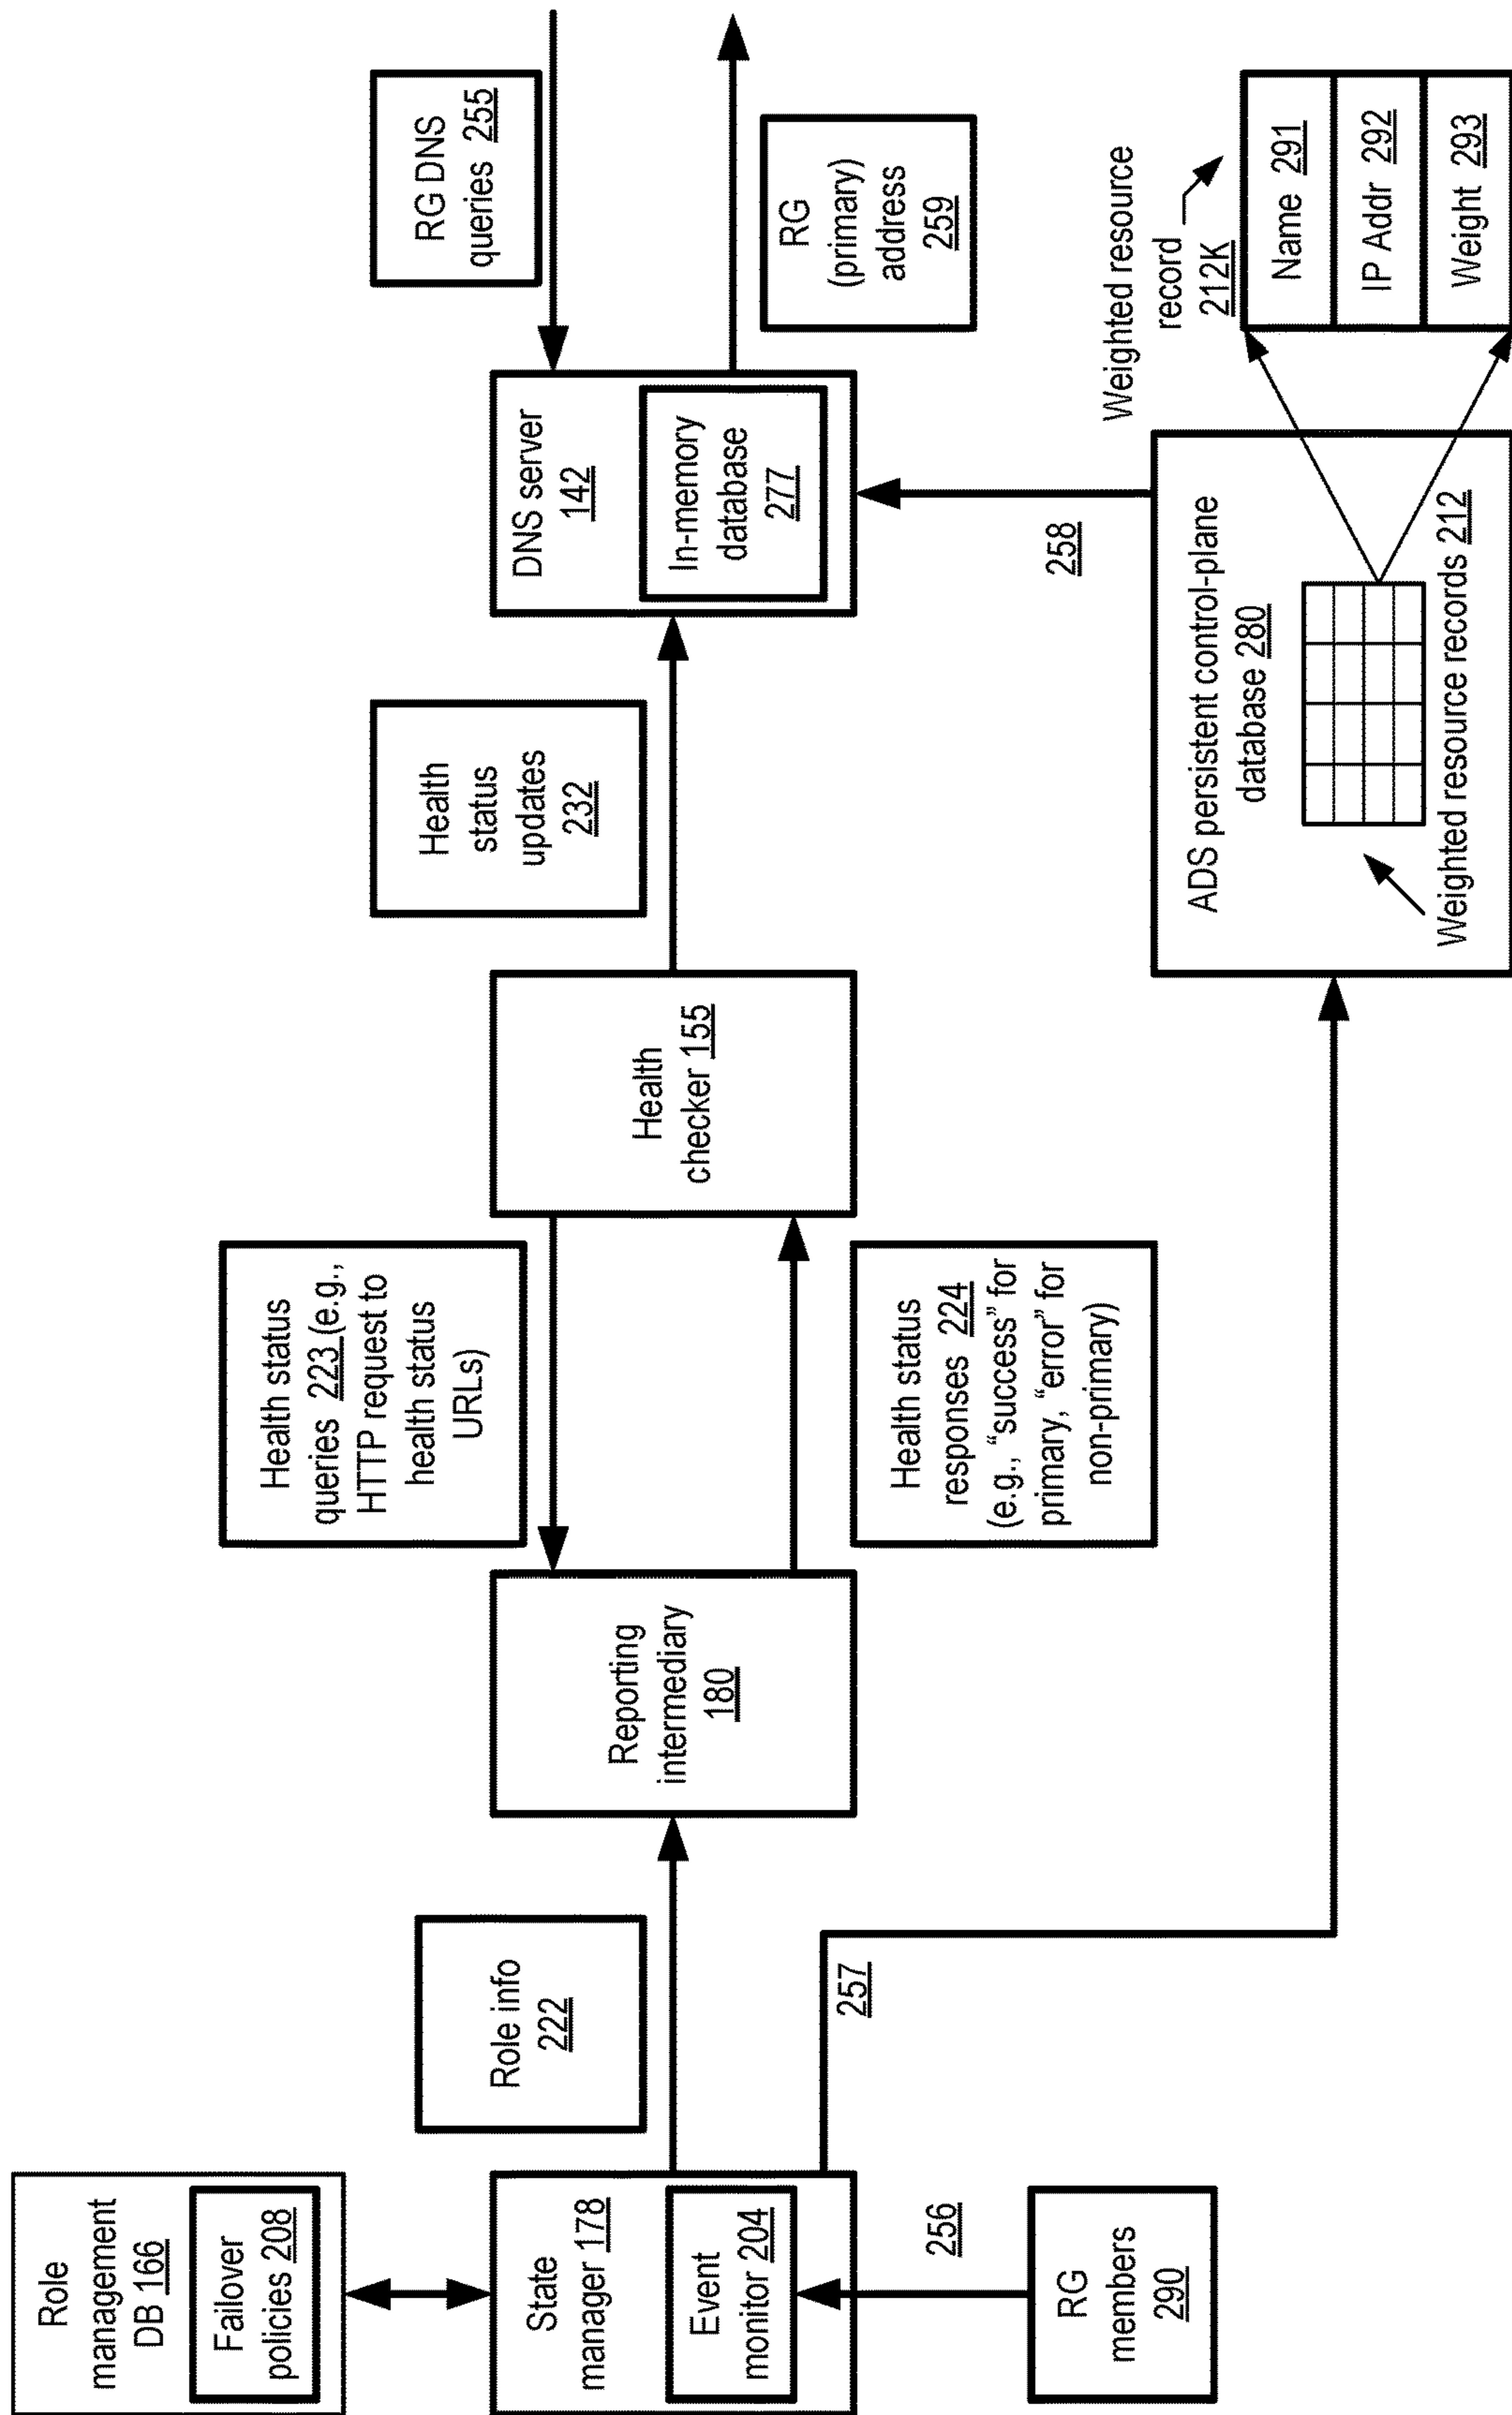 Role
management
DB 166
Failover
policies 208
State
manager 178
Event
monitor 204
256
RG
members
290
Role info
222
257
Reporting
intermediary
180
Health status
queries 223 (e.g.,
HTTP request to
health status
URLs)
Health status
responses 224
(e.g., “success” for
primary, “error” for
non-primary)
Health
checker 155
Health
status
updates
232
DNS server
142
In-memory
database
277
RG DNS
queries 255
RG
(primary)
address
259
258
ADS persistent control-plane
database 280
Weighted resource records 212
Weighted resource
record
212K
Name 291
IP Addr 292
Weight 293